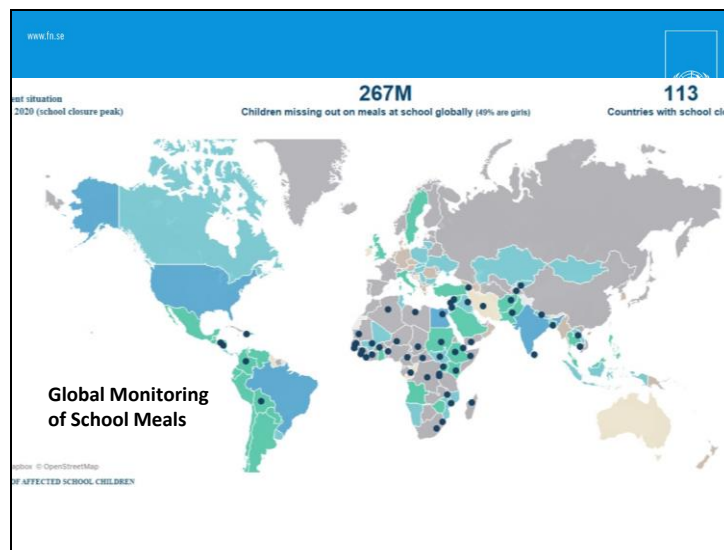 www.fn.se
ent situation
2020 (school closure peak)
267M
Children missing out on meals at school globally (49% are girls)
113
Countries with school cl
Global Monitoring
of School Meals
apbox © OpenStreetMap
OF AFFECTED SCHOOL CHILDREN